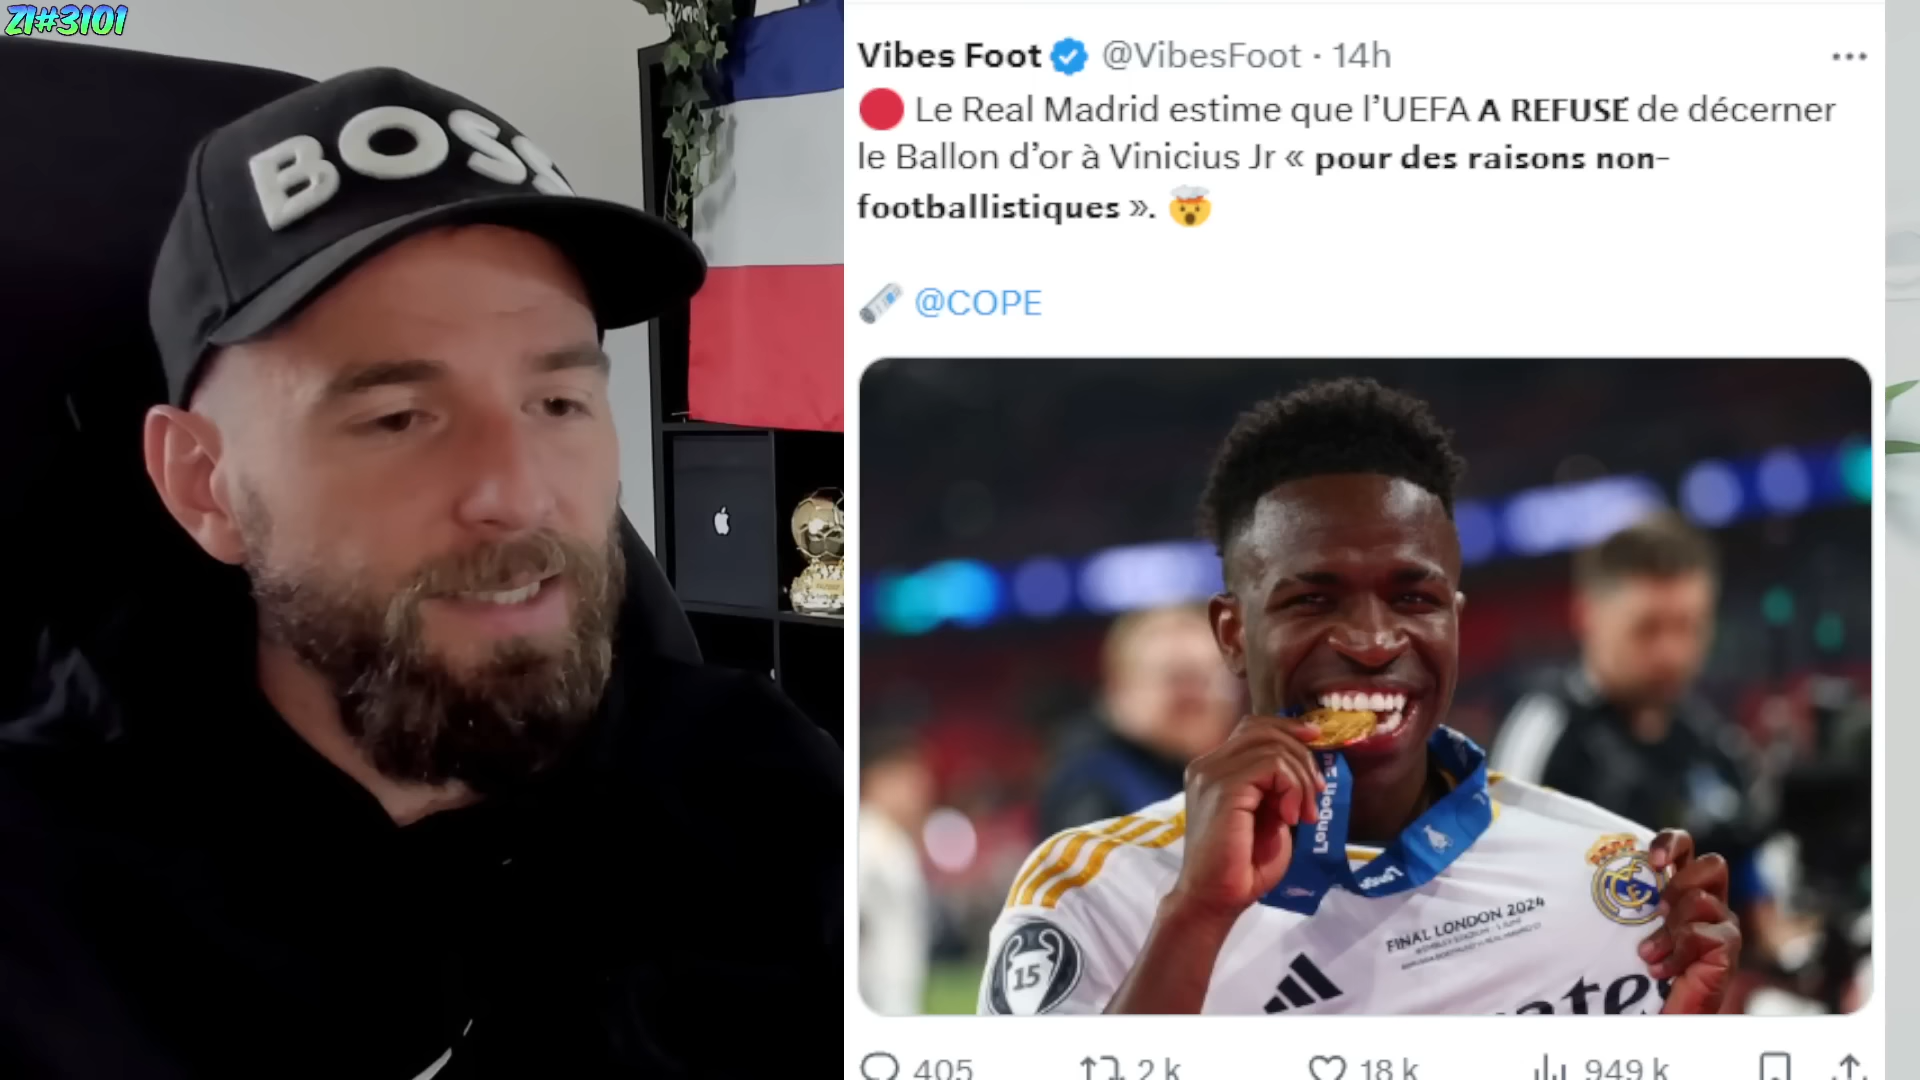 ZI#3101
BOSS
Vibes Foot @VibesFoot · 14h
Le Real Madrid estime que l'UEFA A REFUSÉ de décerner
le Ballon d'or à Vinicius Jr « pour des raisons non-
footballistiques ».
@COPE
London
FINAL LONDON 2024
15
405
2 k
18 k
949 k